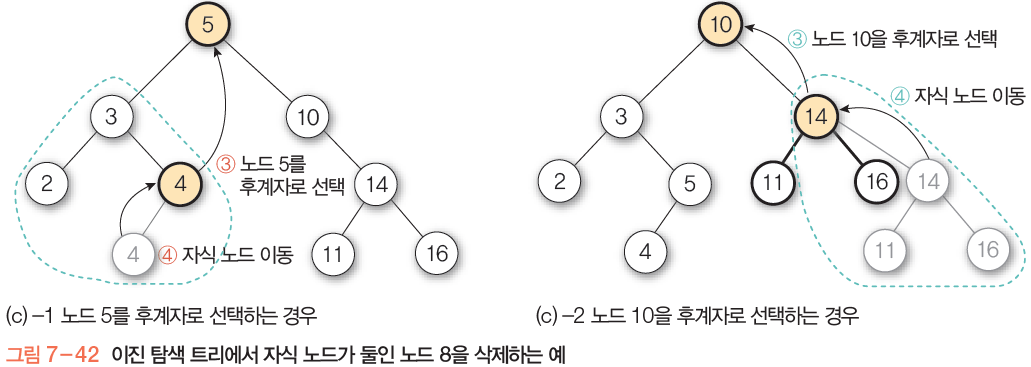 5
3
10
2
4
14
4
11
16
③ 노드 5를
후계자로 선택
④ 자식 노드 이동
(c)-1 노드 5를 후계자로 선택하는 경우
10
③ 노드 10을 후계자로 선택
3
14
④ 자식 노드 이동
2
5
11
16
14
4
11
16
(c)-2 노드 10을 후계자로 선택하는 경우
그림 7-42 이진 탐색 트리에서 자식 노드가 둘인 노드 8을 삭제하는 예